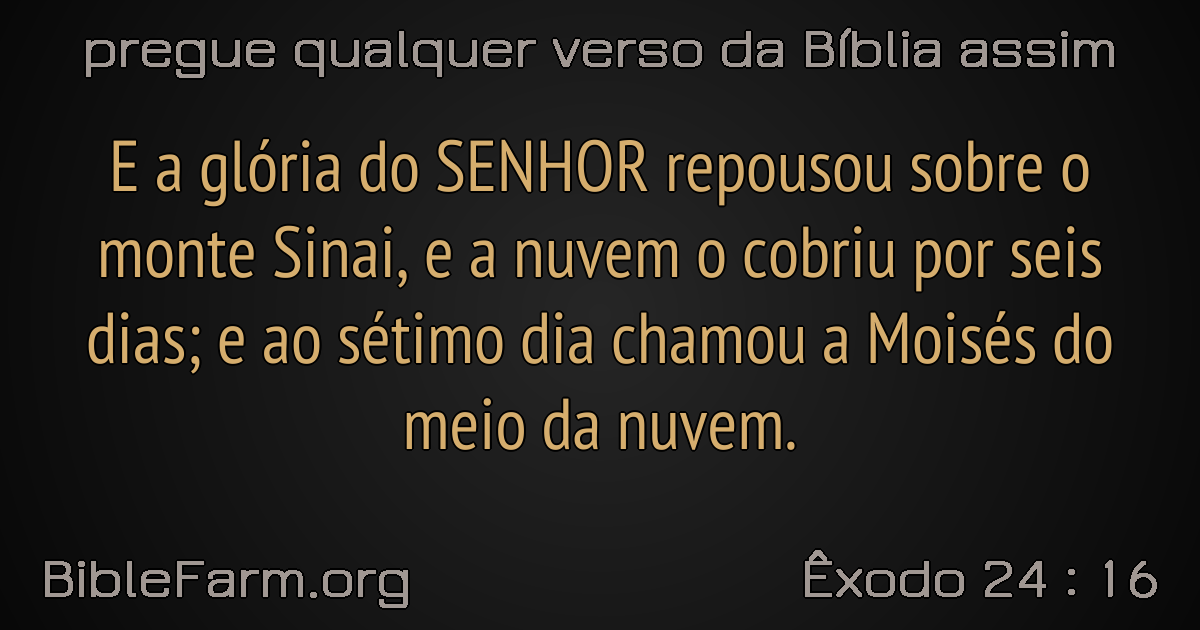 pregue qualquer verso da Bíblia assim
E a glória do SENHOR repousou sobre o
monte Sinai, e a nuvem o cobriu por seis
dias; e ao sétimo dia chamou a Moisés do
meio da nuvem.
BibleFarm.org
Êxodo 24 : 16